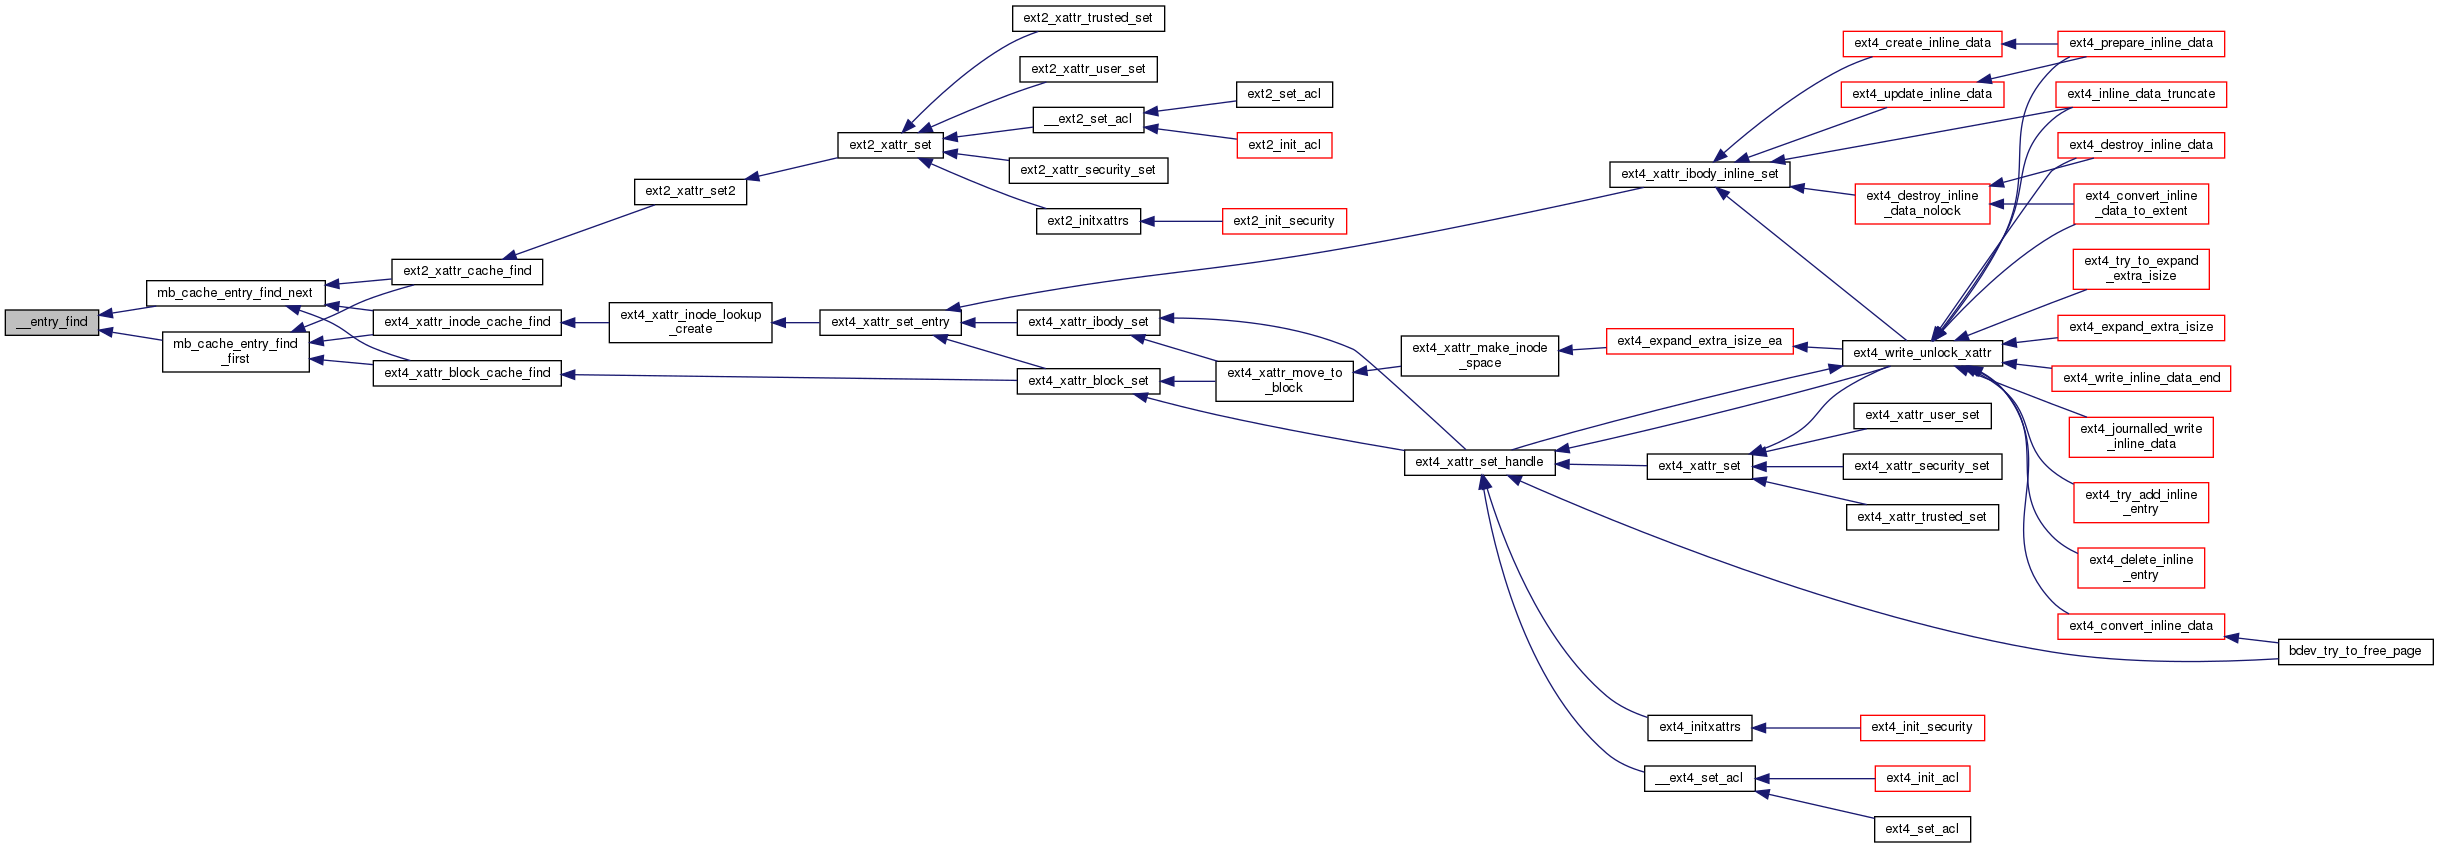 __entry_find
mb_cache_entry_find_next
mb_cache_entry_find
_first
ext2_xattr_cache_find
ext4_xattr_inode_cache_find
ext4_xattr_block_cache_find
ext2_xattr_set2
ext4_xattr_inode_lookup
_create
ext2_xattr_set
ext4_xattr_set_entry
ext2_xattr_trusted_set
ext2_xattr_user_set
__ext2_set_acl
ext2_xattr_security_set
ext2_initxattrs
ext4_xattr_ibody_set
ext4_xattr_block_set
ext2_set_acl
ext2_init_acl
ext2_init_security
ext4_xattr_move_to
_block
ext4_xattr_make_inode
_space
ext4_xattr_set_handle
ext4_xattr_ibody_inline_set
ext4_expand_extra_isize_ea
ext4_xattr_set
ext4_initxattrs
__ext4_set_acl
ext4_create_inline_data
ext4_update_inline_data
ext4_destroy_inline
_data_nolock
ext4_write_unlock_xattr
ext4_xattr_user_set
ext4_xattr_security_set
ext4_xattr_trusted_set
ext4_init_security
ext4_init_acl
ext4_set_acl
ext4_prepare_inline_data
ext4_inline_data_truncate
ext4_destroy_inline_data
ext4_convert_inline
_data_to_extent
ext4_try_to_expand
_extra_isize
ext4_expand_extra_isize
ext4_write_inline_data_end
ext4_journalled_write
_inline_data
ext4_try_add_inline
_entry
ext4_delete_inline
_entry
ext4_convert_inline_data
bdev_try_to_free_page